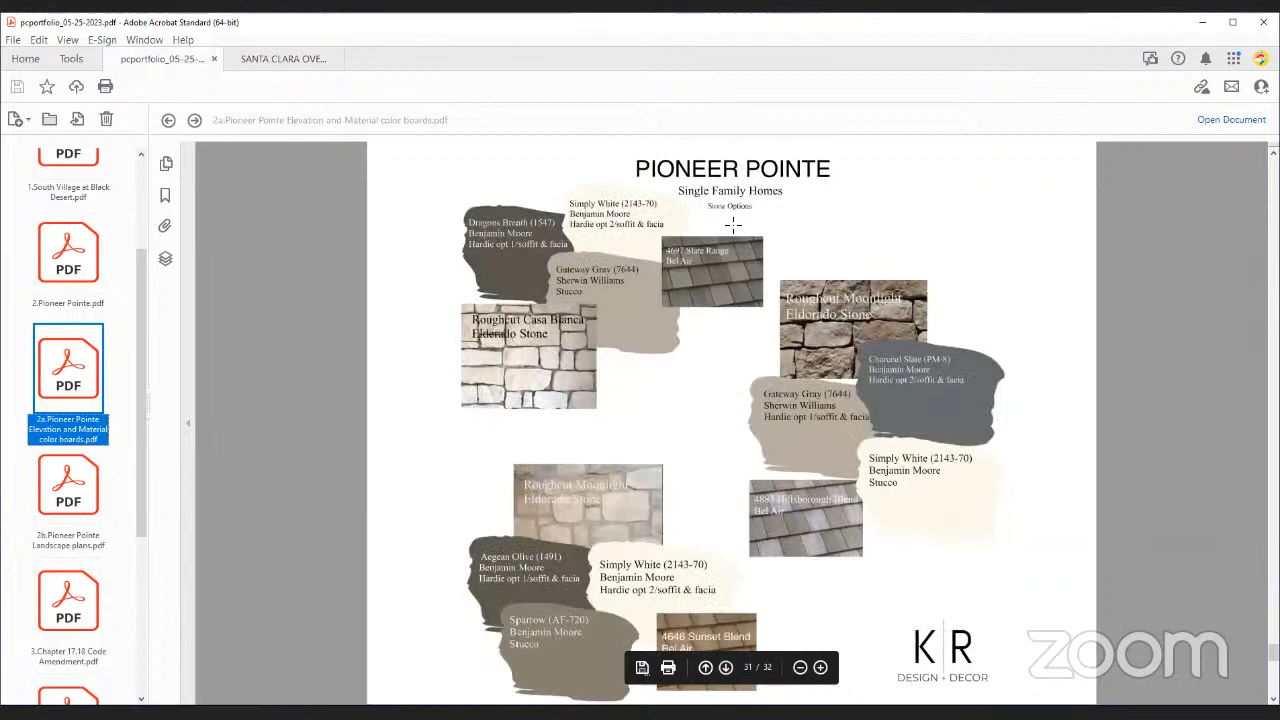 pcportfolio_05-25-2023.pdf - Adobe Acrobat Standard (64-bit)
File Edit View E-Sign Window Help
Home Tools pcportfolio_05-25-... × SANTA CLARA OVE...
2a.Pioneer Pointe Elevation and Material color boards.pdf
Open Document
PDF
1.South Village at Black
Desert.pdf
PDF
2.Pioneer Pointe.pdf
PDF
2a.Pioneer Pointe
Elevation and Material
color boards.pdf
PDF
2b.Pioneer Pointe
Landscape plans.pdf
PDF
3.Chapter 17.18 Code
Amendment.pdf
PIONEER POINTE
Single Family Homes
Stone Options
Dragons Breath (1547)
Benjamin Moore
Hardie opt 1/soffit & facia
Simply White (2143-70)
Benjamin Moore
Hardie opt 2/soffit & facia
Gateway Gray (7644)
Sherwin Williams
Stucco
4697 Slate Range
Bel Air
Roughcut Casa Blanca
Eldorado Stone
Roughcut Moonlight
Eldorado Stone
Charcoal Slate (PM-8)
Benjamin Moore
Hardie opt 2/soffit & facia
Gateway Gray (7644)
Sherwin Williams
Hardie opt 1/soffit & facia
Simply White (2143-70)
Benjamin Moore
Stucco
4883 Hillsborough Blend
Bel Air
Roughcut Moonlight
Eldorado Stone
Aegean Olive (1491)
Benjamin Moore
Hardie opt 1/soffit & facia
Simply White (2143-70)
Benjamin Moore
Hardie opt 2/soffit & facia
Sparrow (AF-720)
Benjamin Moore
Stucco
4646 Sunset Blend
Bel Air
31 / 32
K R
DESIGN + DECOR
zoom